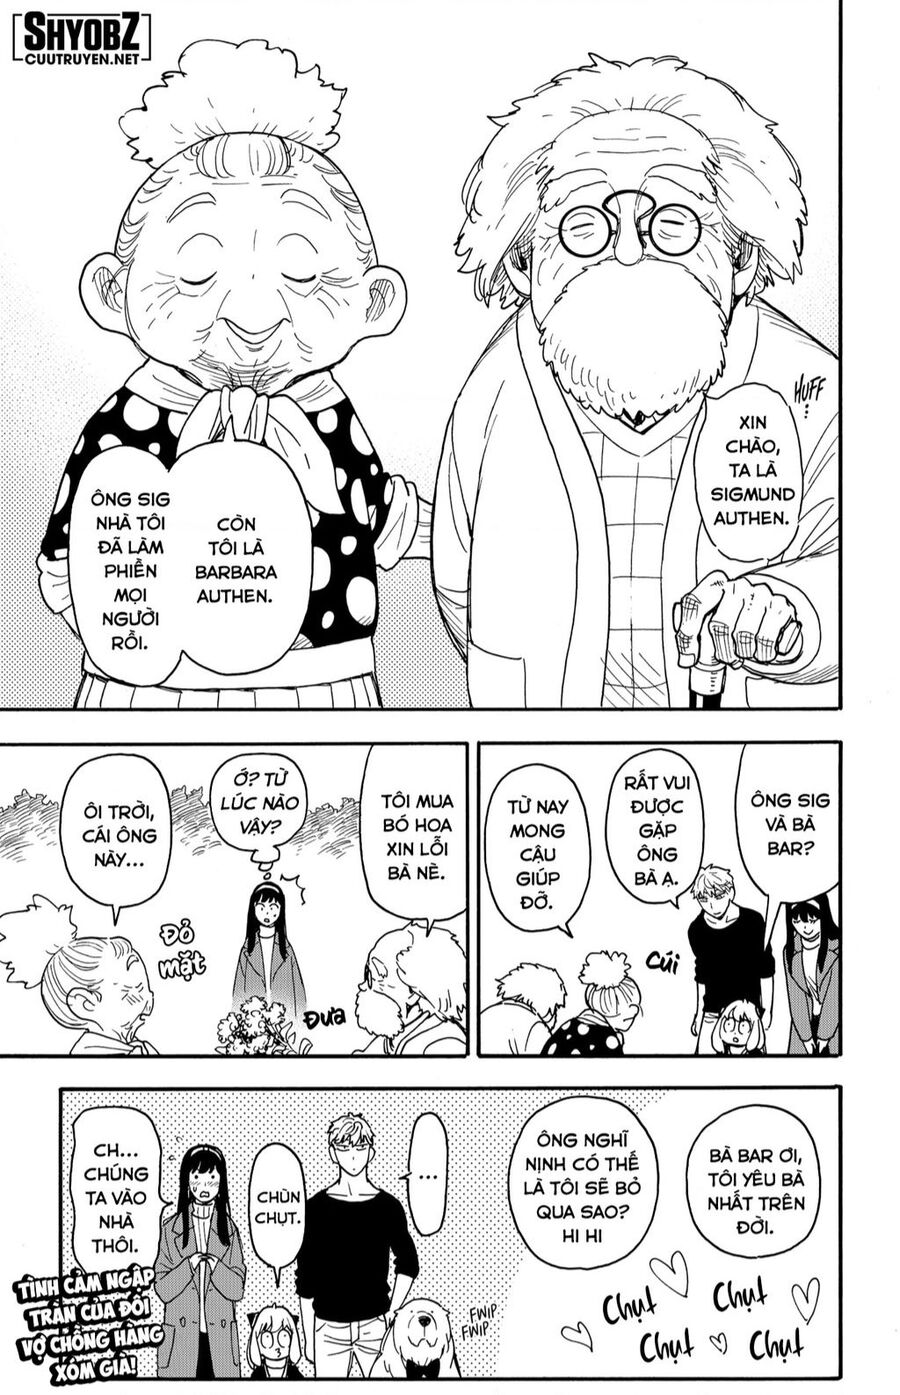 SHYOBZ
CUUTRUYEN.NET
HUFF...
XIN
CHÀO,
TA LÀ
SIGMUND
AUTHEN.
CÒN
TÔI LÀ
BARBARA
AUTHEN.
ÔNG SIG
NHÀ TÔI
ĐÃ LÀM
PHIỀN
MỌI
NGƯỜI
RỒI.
ÔNG SIG
VÀ BÀ
BAR?
RẤT VUI
ĐƯỢC
GẶP
ÔNG
BÀ Ạ.
TỪ NAY
MONG
CẬU
GIÚP
ĐỠ.
CÚI
TÔI MUA
BÓ HOA
XIN LỖI
BÀ NÈ.
Ớ? TỪ
LÚC NÀO
VẬY?
ĐƯA
ÔI TRỜI,
CÁI ÔNG
NÀY...
ĐỎ
MẶT
BÀ BAR ƠI,
TÔI YÊU BÀ
NHẤT TRÊN
ĐỜI.
ÔNG NGHĨ
NỊNH CÓ THẾ
LÀ TÔI SẼ BỎ
QUA SAO?
HI HI
CHỤT
CHỤT
CHỤT
CHỤT
...
FWIP
FWIP
CHÙN
CHỤT.
CH...
CHÚNG
TA VÀO
NHÀ
THÔI.
TÌNH CẢM NGẬP
TRÀN CỦA ĐÔI
VỢ CHỒNG HÀNG
XÓM GIÀ!